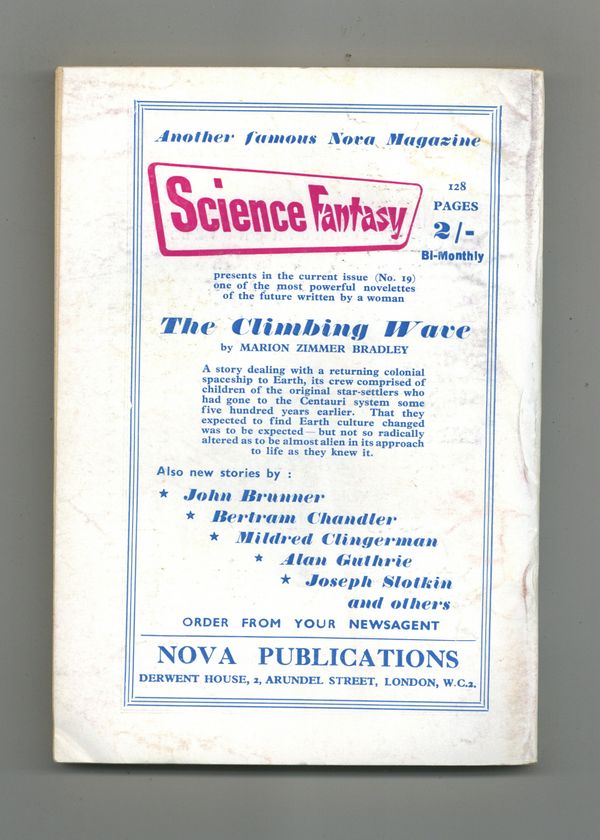 Another famous Nova Magazine
Science Fantasy
128
PAGES
2/-
Bi-Monthly
presents in the current issue (No. 19)
one of the most powerful novelettes
of the future written by a woman
The Climbing Wave
by MARION ZIMMER BRADLEY
A story dealing with a returning colonial
spaceship to Earth, its crew comprised of
children of the original star-settlers who
had gone to the Centauri system some
five hundred years earlier. That they
expected to find Earth culture changed
was to be expected—but not so radically
altered as to be almost alien in its approach
to life as they knew it.
Also new stories by :
★ John Brunner
★ Bertram Chandler
★ Mildred Clingerman
★ Alan Guthrie
★ Joseph Slotkin
and others
ORDER FROM YOUR NEWSAGENT
NOVA PUBLICATIONS
DERWENT HOUSE, 2, ARUNDEL STREET, LONDON, W.C.2.